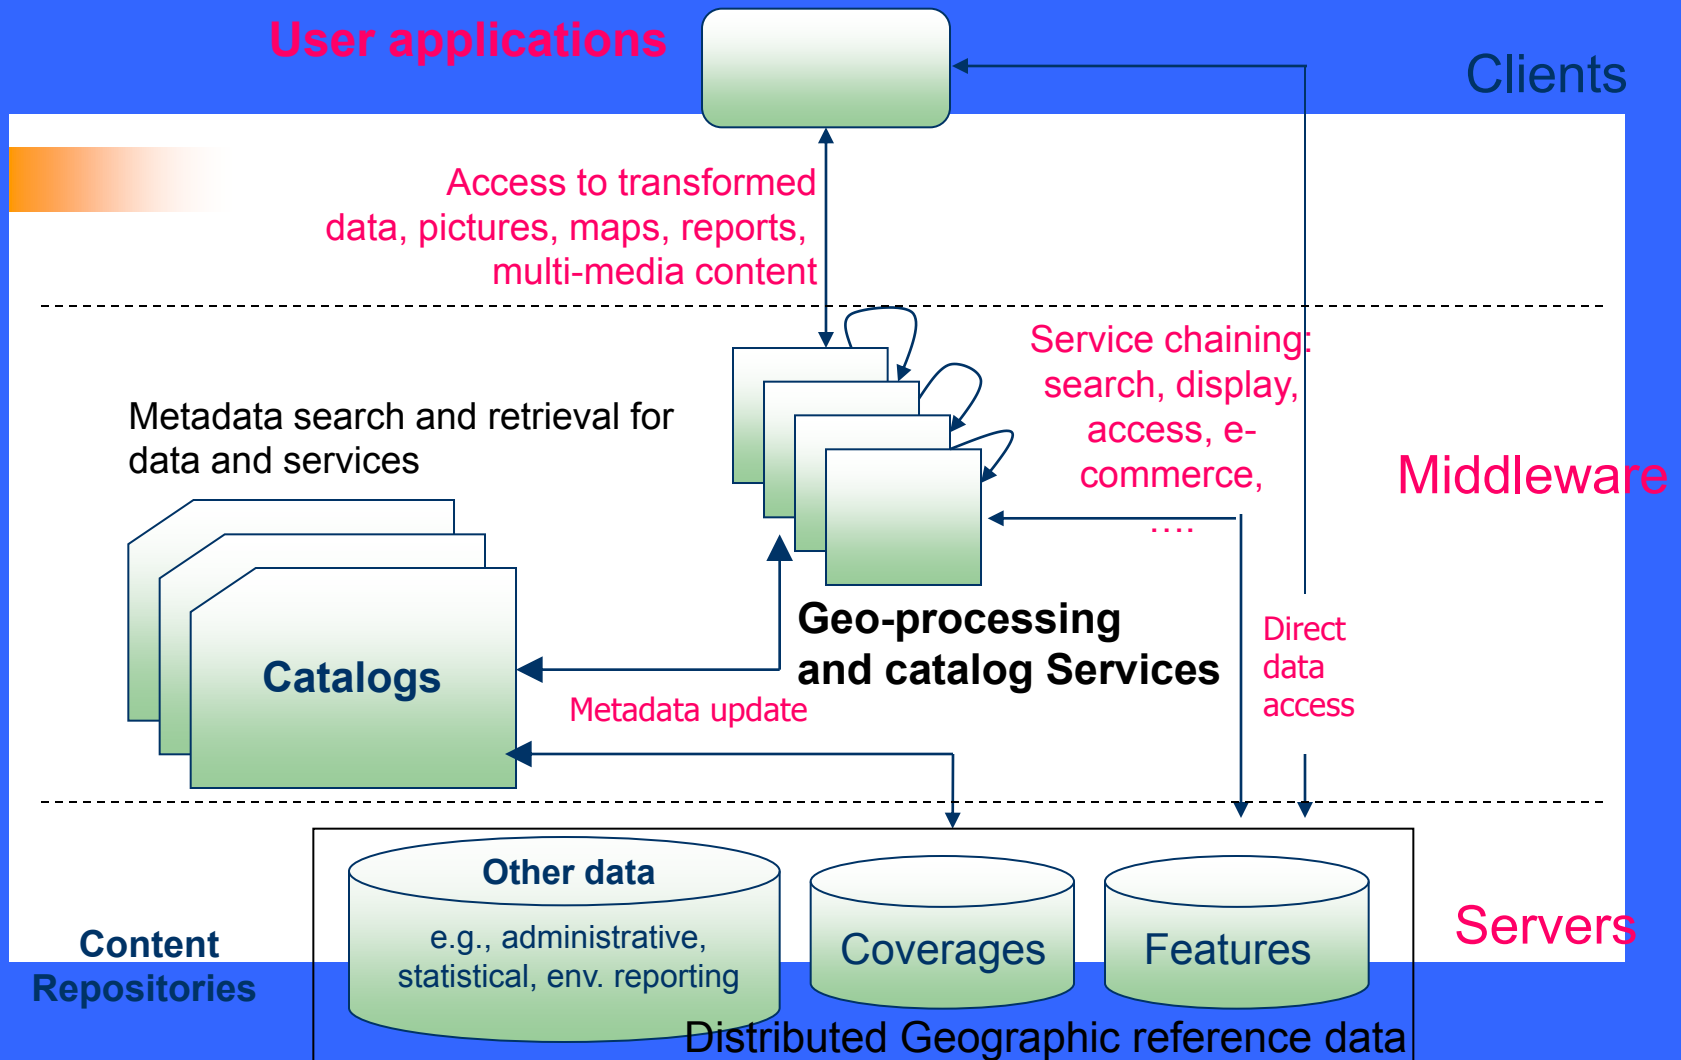 User applications
Clients
Access to transformed
data, pictures, maps, reports,
multi-media content
Service chaining:
search, display,
access, e-
commerce,
....
Metadata search and retrieval for
data and services
Middleware
Geo-processing
and catalog Services
Direct
data
access
Catalogs
Metadata update
Other data
e.g., administrative,
statistical, env. reporting
Coverages
Features
Servers
Content
Repositories
Distributed Geographic reference data